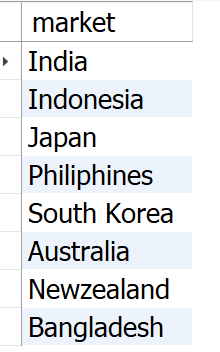 market
India
Indonesia
Japan
Philiphines
South Korea
Australia
Newzealand
Bangladesh